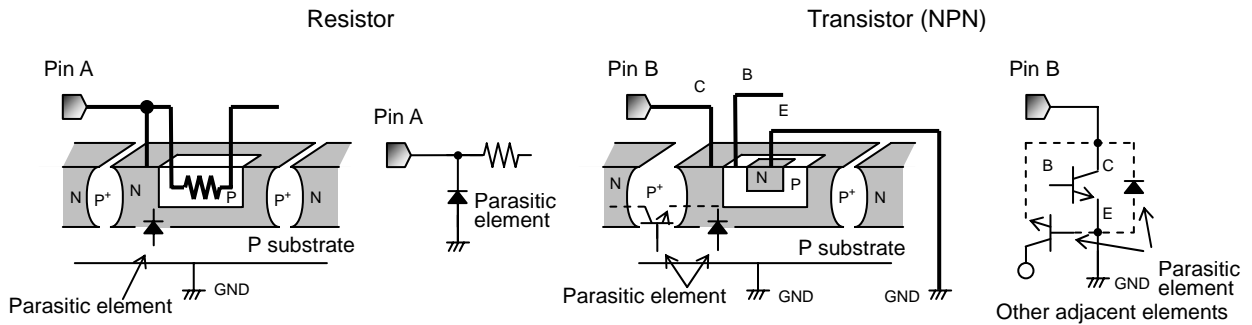 Resistor
Transistor (NPN)
Pin A
N
P+
N
P
P+
N
P substrate
GND
Parasitic element
Pin A
Parasitic
element
Pin B
C
B
E
N
P+
N
P
P+
N
P substrate
Parasitic element
GND
GND
Pin B
B
C
E
GND
Parasitic
element
Other adjacent elements